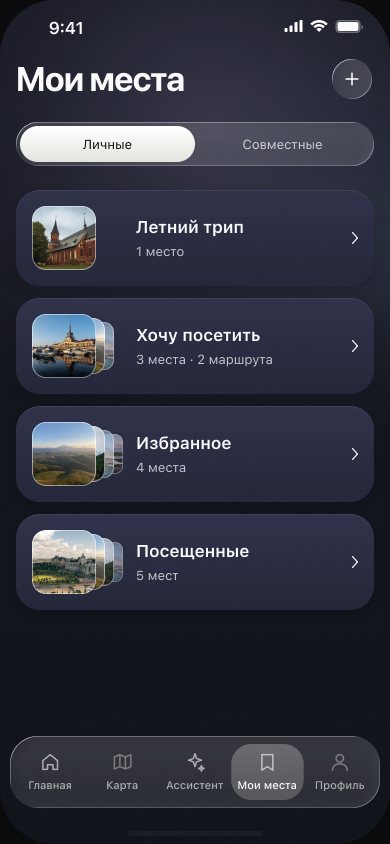 9:41
Мои места
Личные
Совместные
Летний трип
1 место
Хочу посетить
3 места · 2 маршрута
Избранное
4 места
Посещенные
5 мест
Главная
Карта
Ассистент
Мои места
Профиль